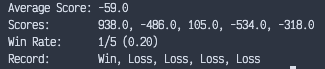 Average Score: -59.0
Scores: 938.0, -486.0, 105.0, -534.0, -318.0
Win Rate: 1/5 (0.20)
Record: Win, Loss, Loss, Loss, Loss